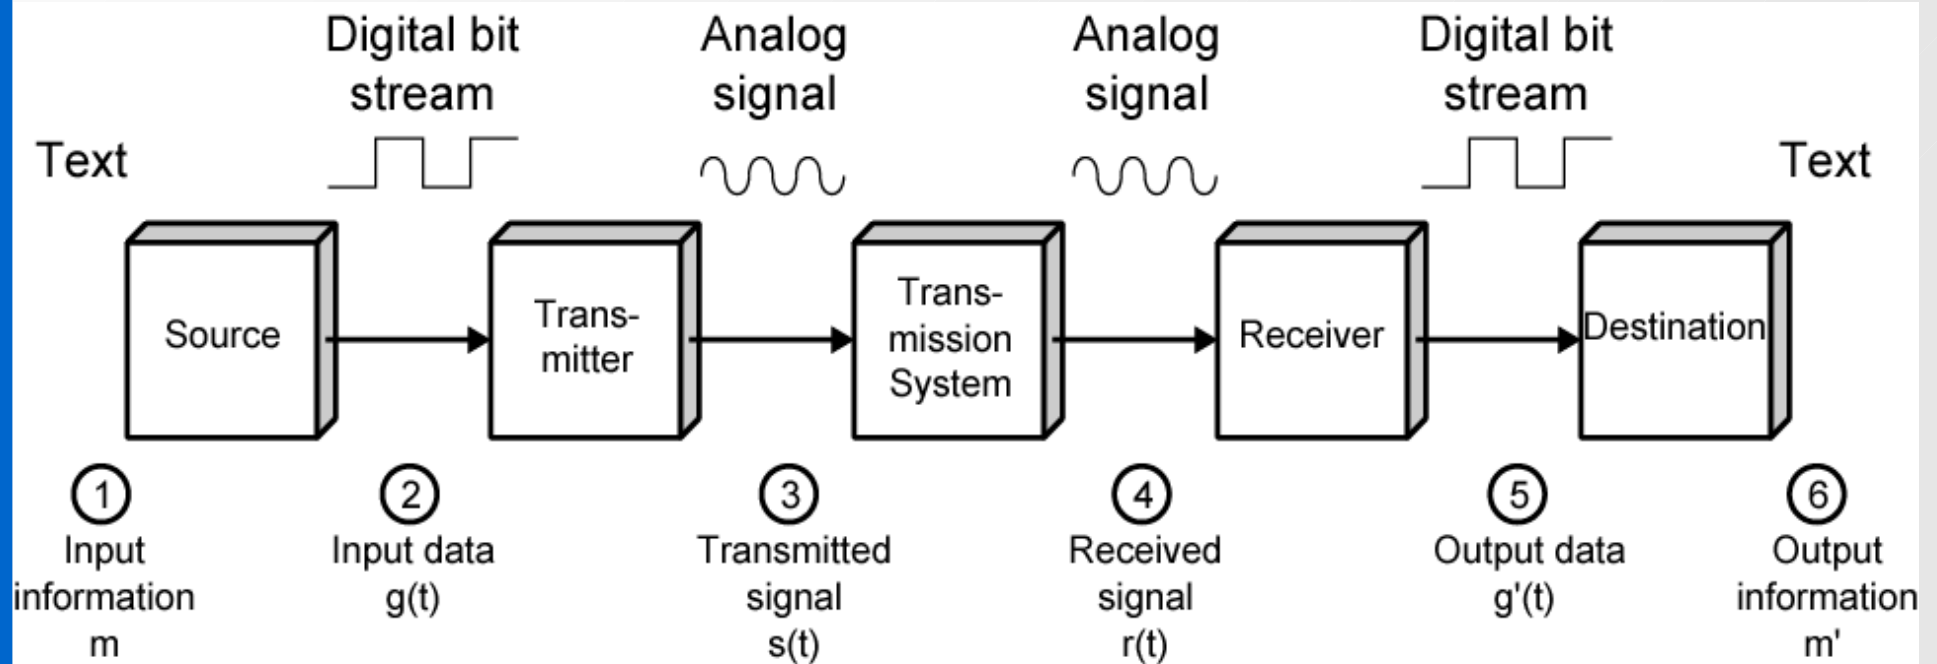 Digital bit
stream
Analog
signal
Analog
signal
Digital bit
stream
Text
Text
Source
Trans-
mitter
Trans-
mission
System
Receiver
Destination
1
Input
information
m
2
Input data
g(t)
3
Transmitted
signal
s(t)
4
Received
signal
r(t)
5
Output data
g'(t)
6
Output
information
m'